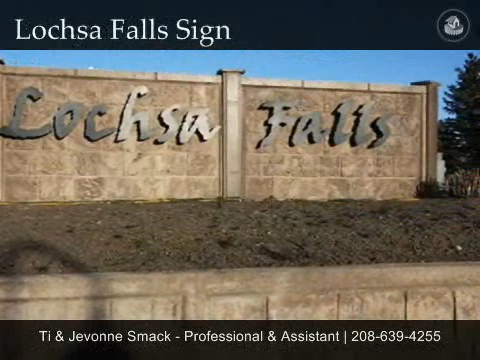 Lochsa Falls Sign
Lochsa Falls
Ti & Jevonne Smack - Professional & Assistant | 208-639-4255